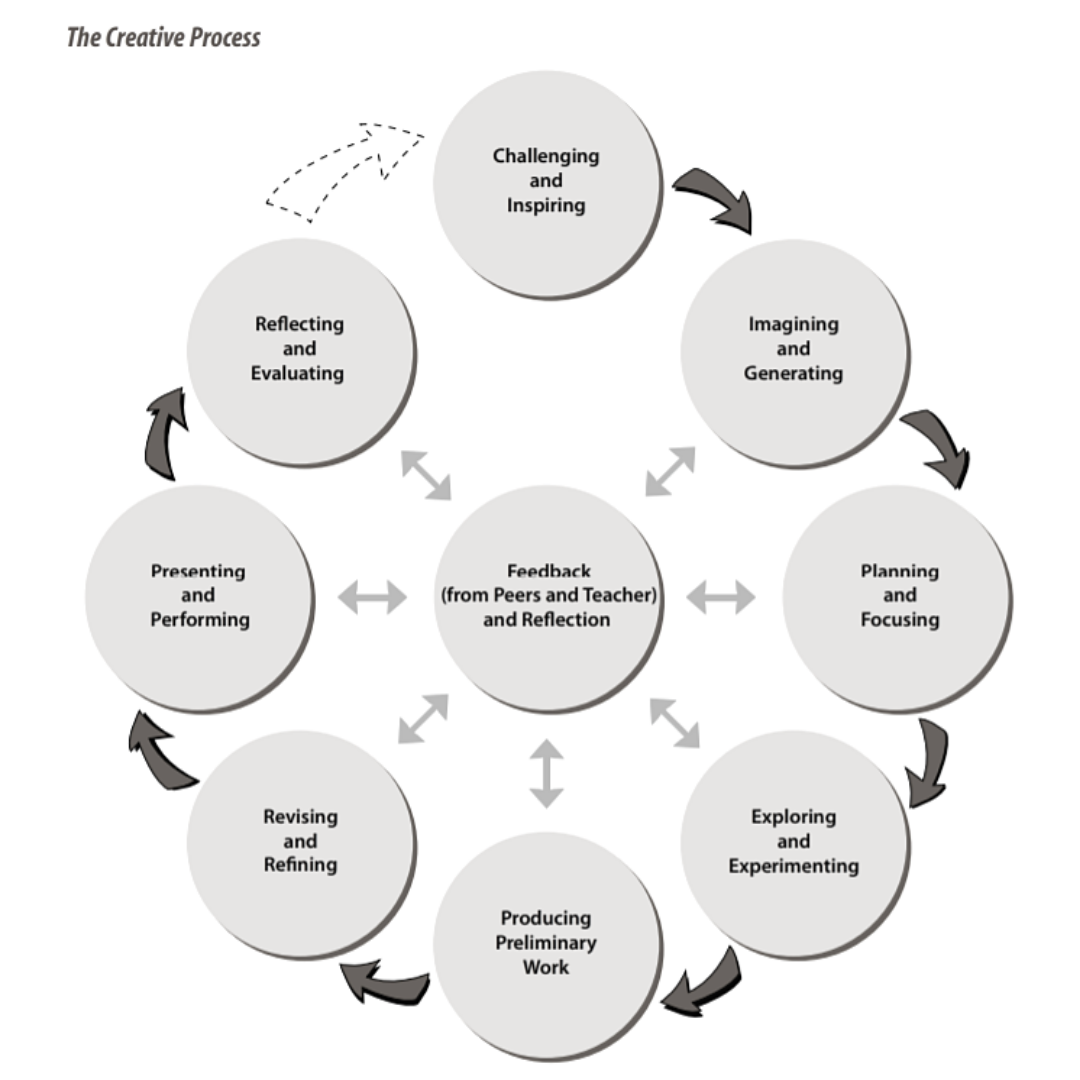 The Creative Process
Challenging
and
Inspiring
Imagining
and
Generating
Planning
and
Focusing
Exploring
and
Experimenting
Producing
Preliminary
Work
Revising
and
Refining
Presenting
and
Performing
Reflecting
and
Evaluating
Feedback
(from Peers and Teacher)
and Reflection